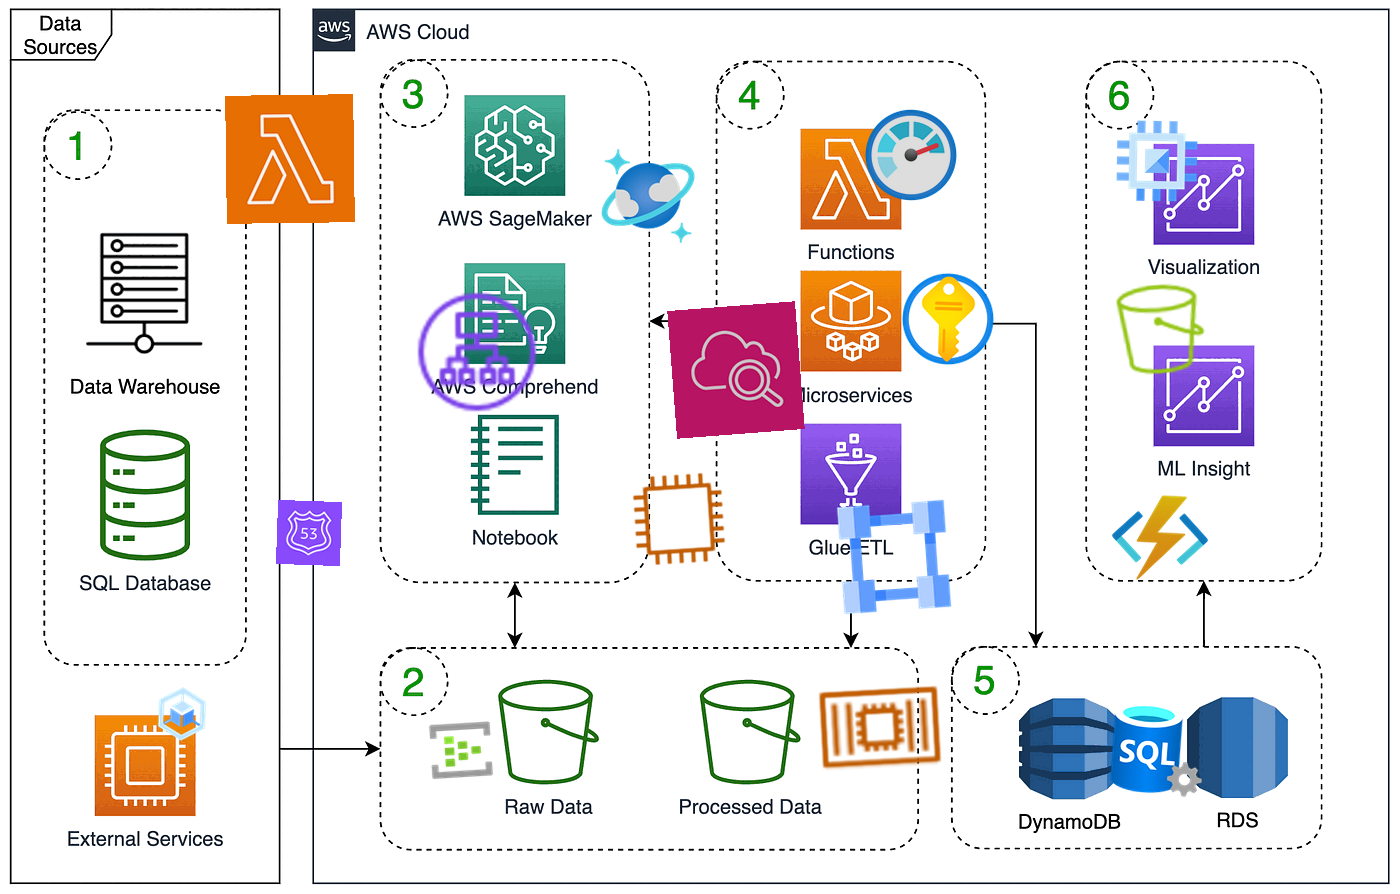 Data
Sources
aws
AWS Cloud
1
Data Warehouse
SQL Database
External Services
53
3
AWS SageMaker
AWS Comprehend
Notebook
4
Functions
icroservices
Glue ETL
6
Visualization
ML Insight
2
Raw Data
Processed Data
5
SQL
DynamoDB
RDS